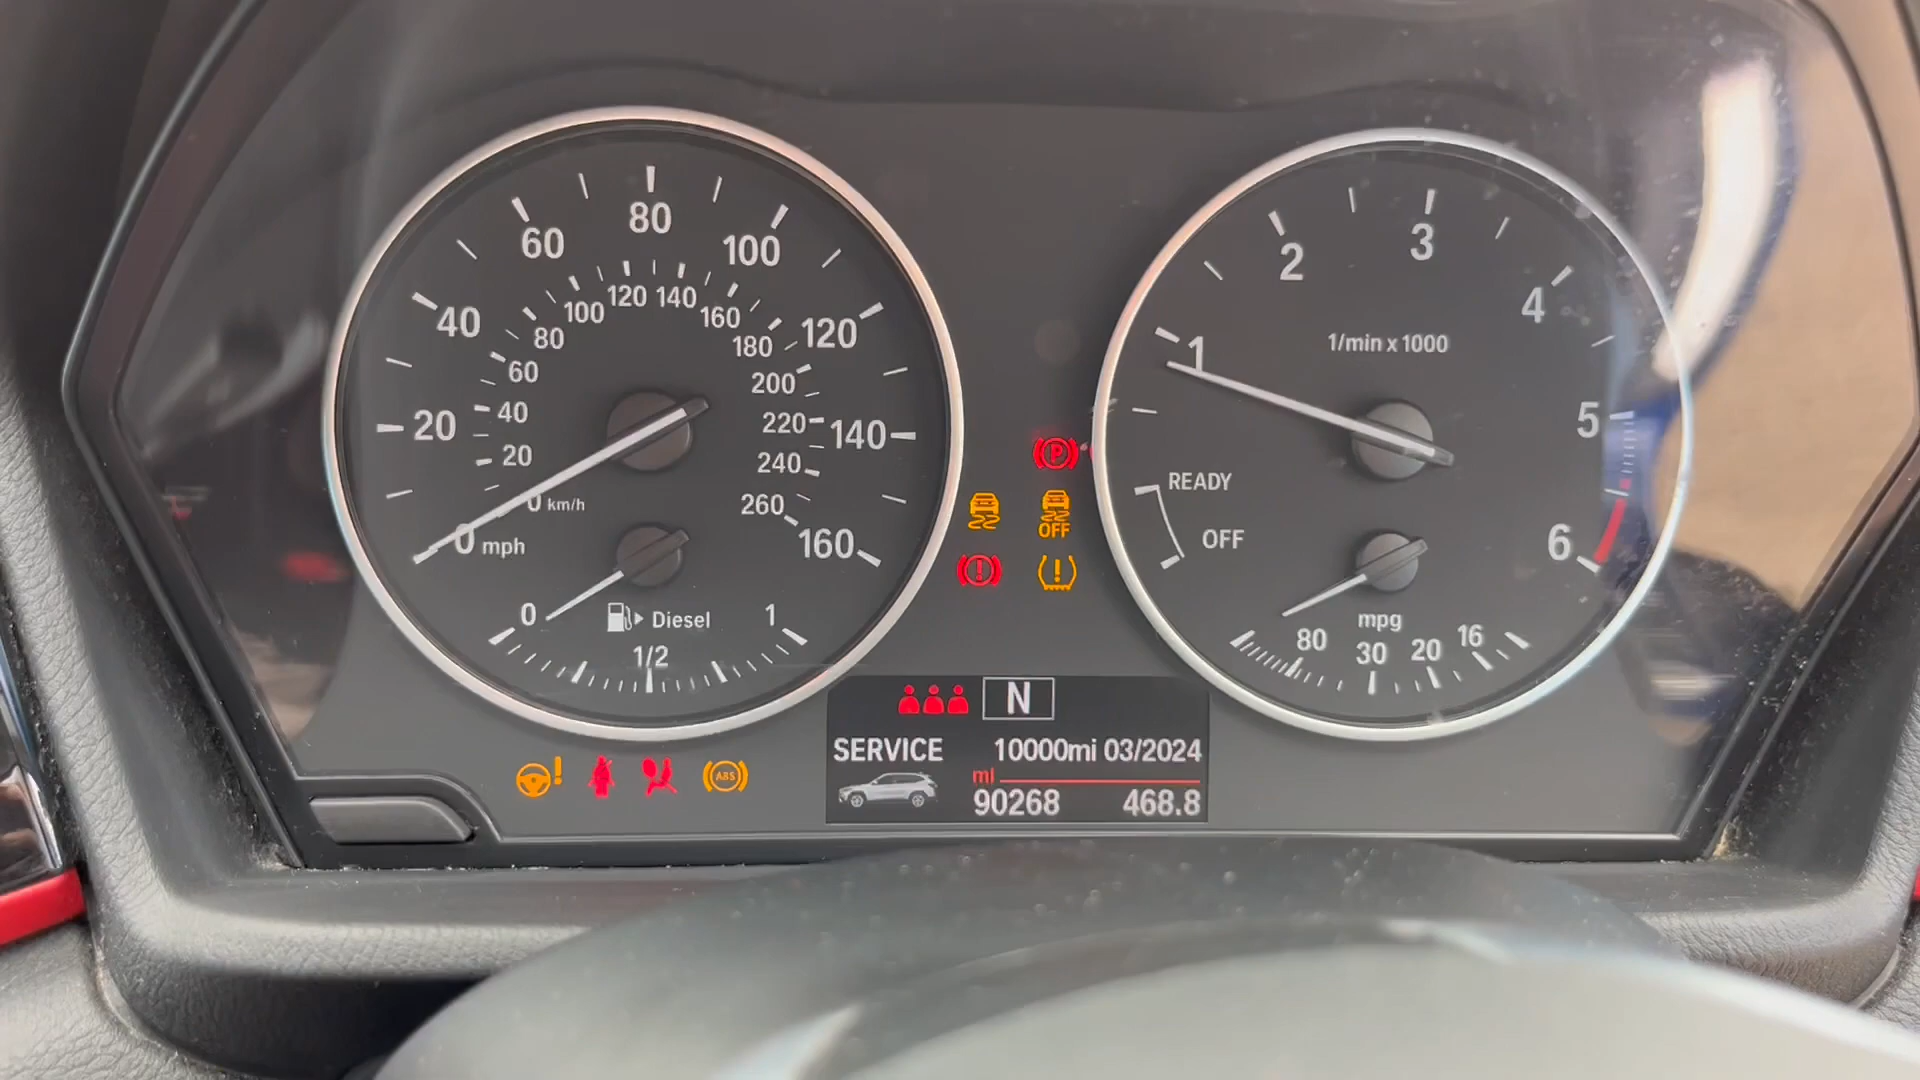 20 40 60 80 100 120 140 160
0 mph
20 40 60 80 100 120 140 160 180 200 220 240 260
0 km/h
0 Diesel 1
1/2
P
OFF
!
!
1 2 3 4 5 6
1/min x 1000
READY
OFF
mpg
80 30 20 16
N
SERVICE 10000mi 03/2024
mi
90268 468.8
!
ABS